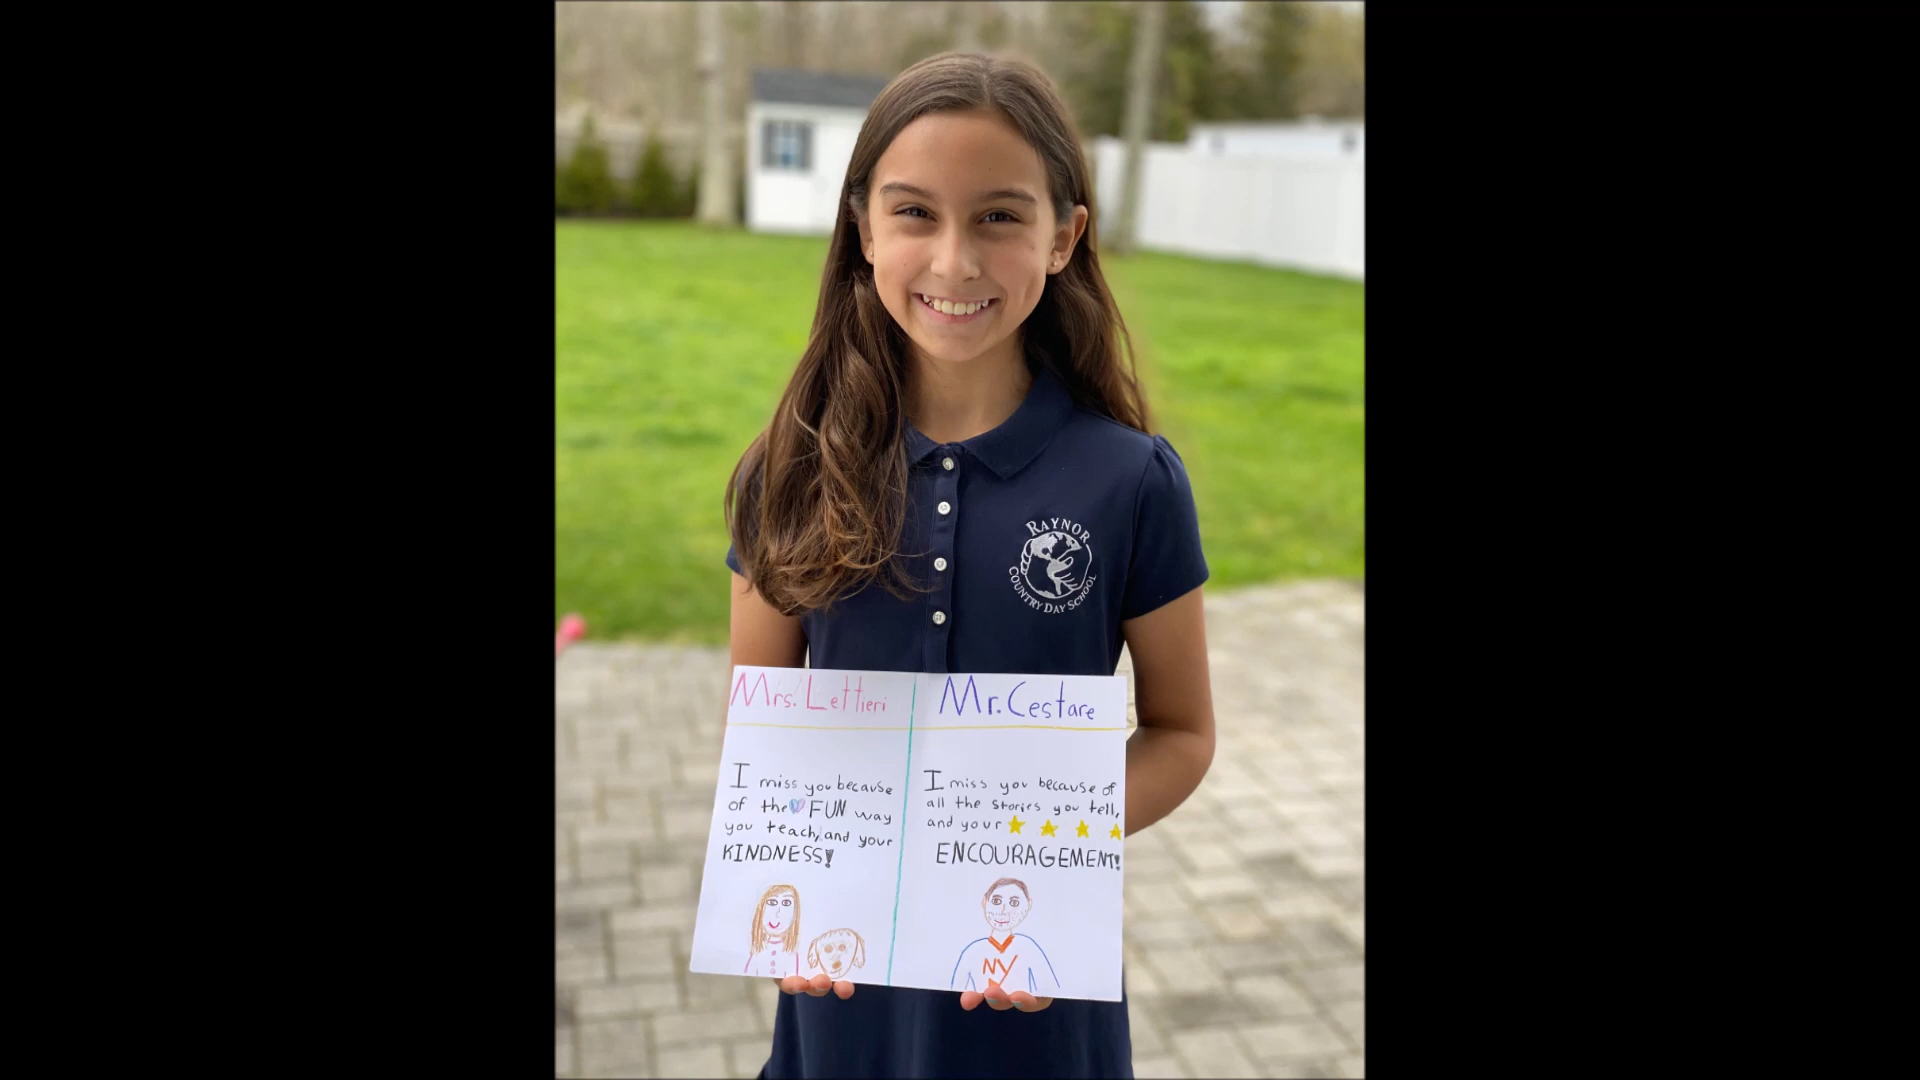 RAYNOR
COUNTRY DAY SCHOOL
Mrs. Lettieri
I miss you because
of the FUN way
you teach, and your
KINDNESS!
Mr. Cestare
I miss you because of
all the stories you tell,
and your
ENCOURAGEMENT!
NY